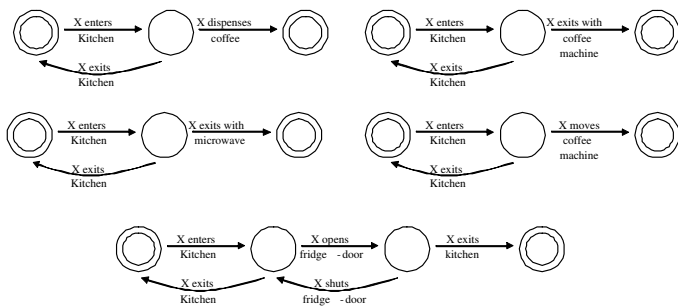 X enters
Kitchen
X dispenses
coffee
X exits
Kitchen
X enters
Kitchen
X exits with
coffee
machine
X exits
Kitchen
X enters
Kitchen
X exits with
microwave
X exits
Kitchen
X enters
Kitchen
X moves
coffee
machine
X exits
Kitchen
X enters
Kitchen
X opens
fridge - door
X exits
kitchen
X exits
Kitchen
X shuts
fridge - door